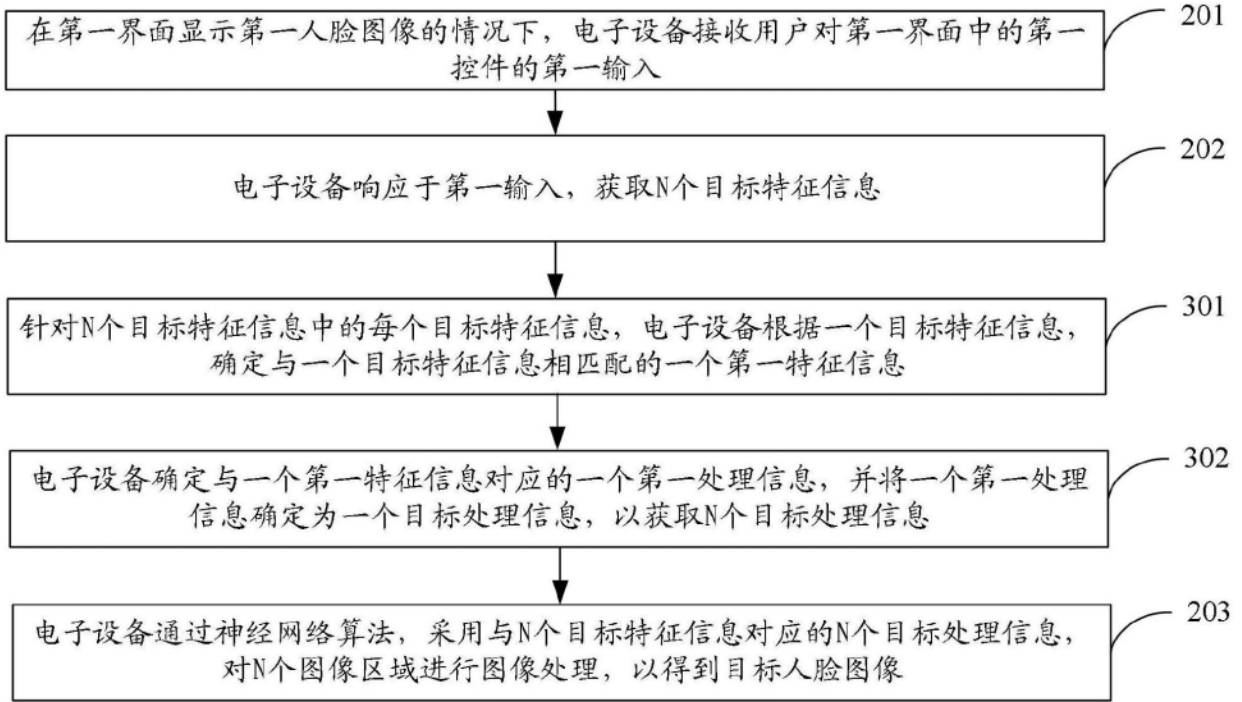 在第一界面显示第一人脸图像的情况下，电子设备接收用户对第一界面中的第一
控件的第一输入
201
电子设备响应于第一输入，获取N个目标特征信息
202
针对N个目标特征信息中的每个目标特征信息，电子设备根据一个目标特征信息，
确定与一个目标特征信息相匹配的一个第一特征信息
301
电子设备确定与一个第一特征信息对应的一个第一处理信息，并将一个第一处理
信息确定为一个目标处理信息，以获取N个目标处理信息
302
电子设备通过神经网络算法，采用与N个目标特征信息对应的N个目标处理信息，
对N个图像区域进行图像处理，以得到目标人脸图像
203